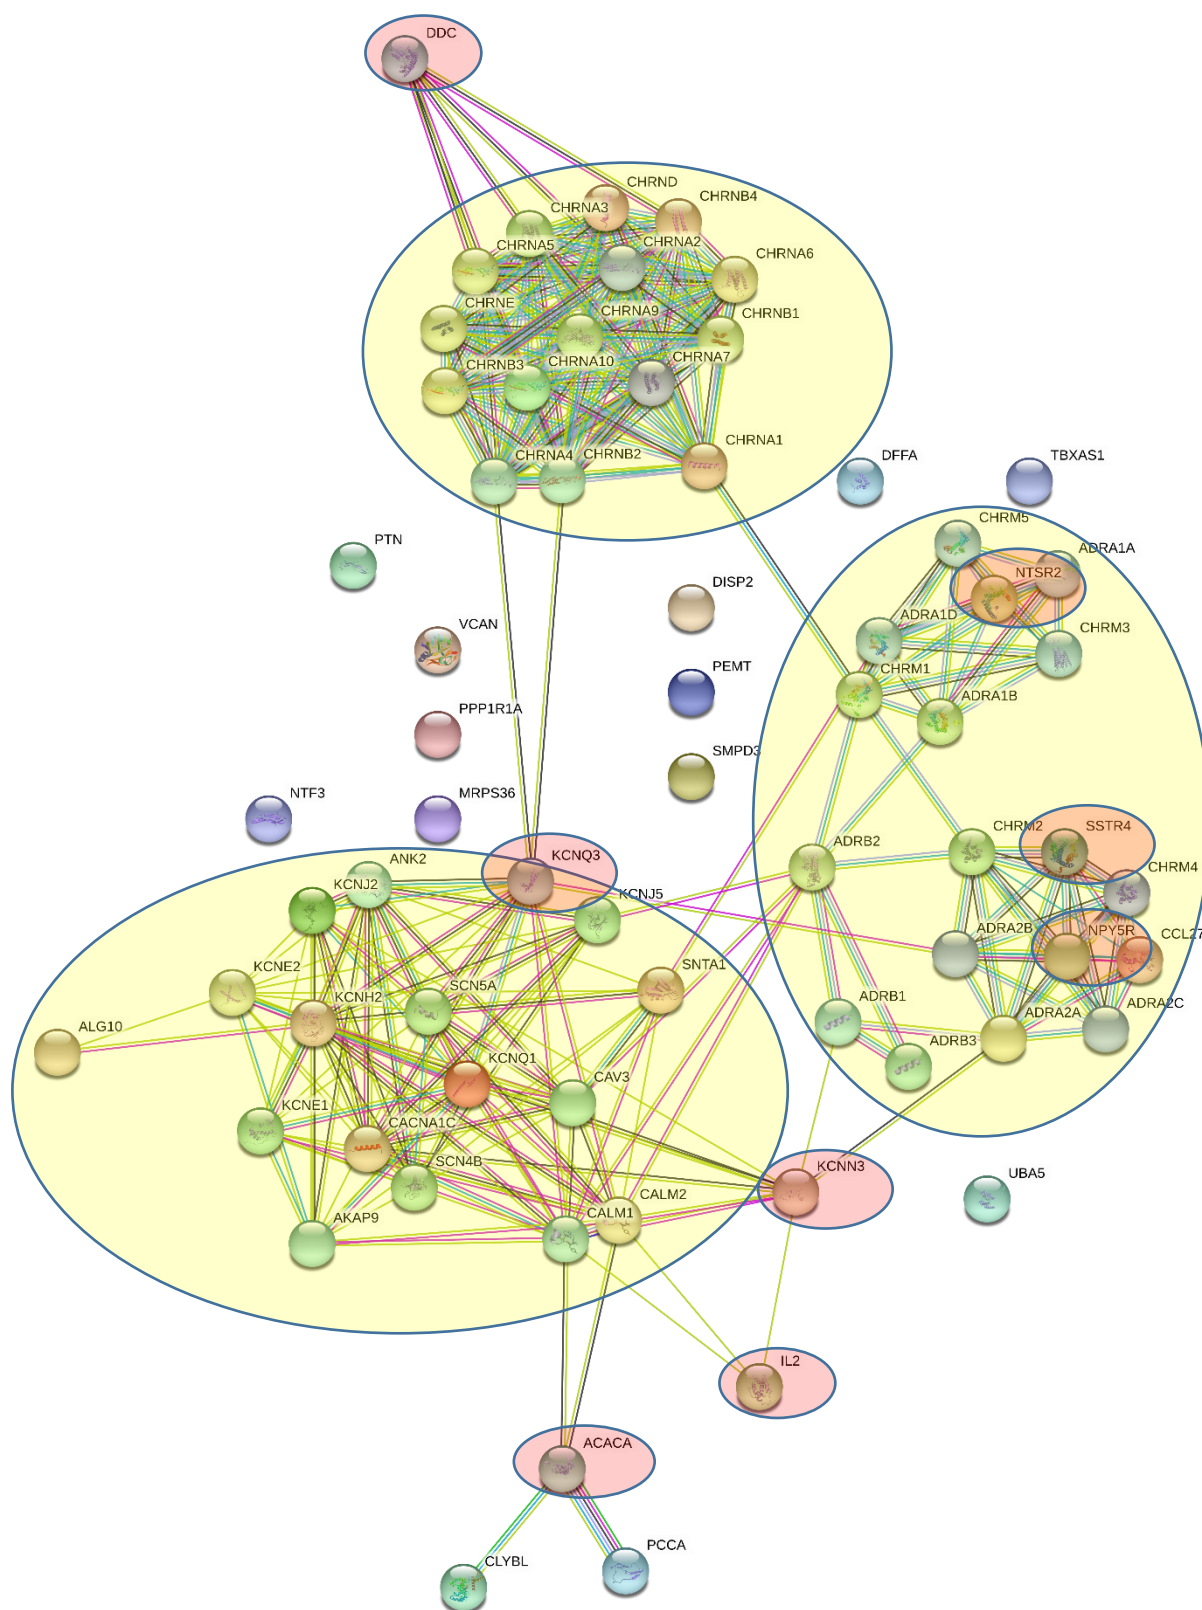 DDC
CHRND
CHRNB4
CHRNA3
CHRNA5
CHRNA2
CHRNA6
CHRNE
CHRNA9
CHRNB1
CHRNB3
CHRNA10
CHRNA7
CHRNA4
CHRNB2
CHRNA1
DFFA
TBXAS1
CHRM5
ADRA1A
NTSR2
PTN
DISP2
ADRA1D
CHRM3
VCAN
CHRM1
PEMT
ADRA1B
PPP1R1A
SMPD3
NTF3
MRPS36
CHRM2
SSTR4
ADRB2
KCNQ3
ANK2
CHRM4
KCNJ2
KCNJ5
ADRA2B
NPY5R
CCL27
KCNE2
KCNH2
SCN5A
SNTA1
ADRB1
ADRA2A
ADRA2C
ALG10
ADRB3
KCNQ1
CAV3
KCNE1
CACNA1C
SCN4B
KCNN3
UBA5
AKAP9
CALM1
CALM2
IL2
ACACA
CLYBL
PCCA